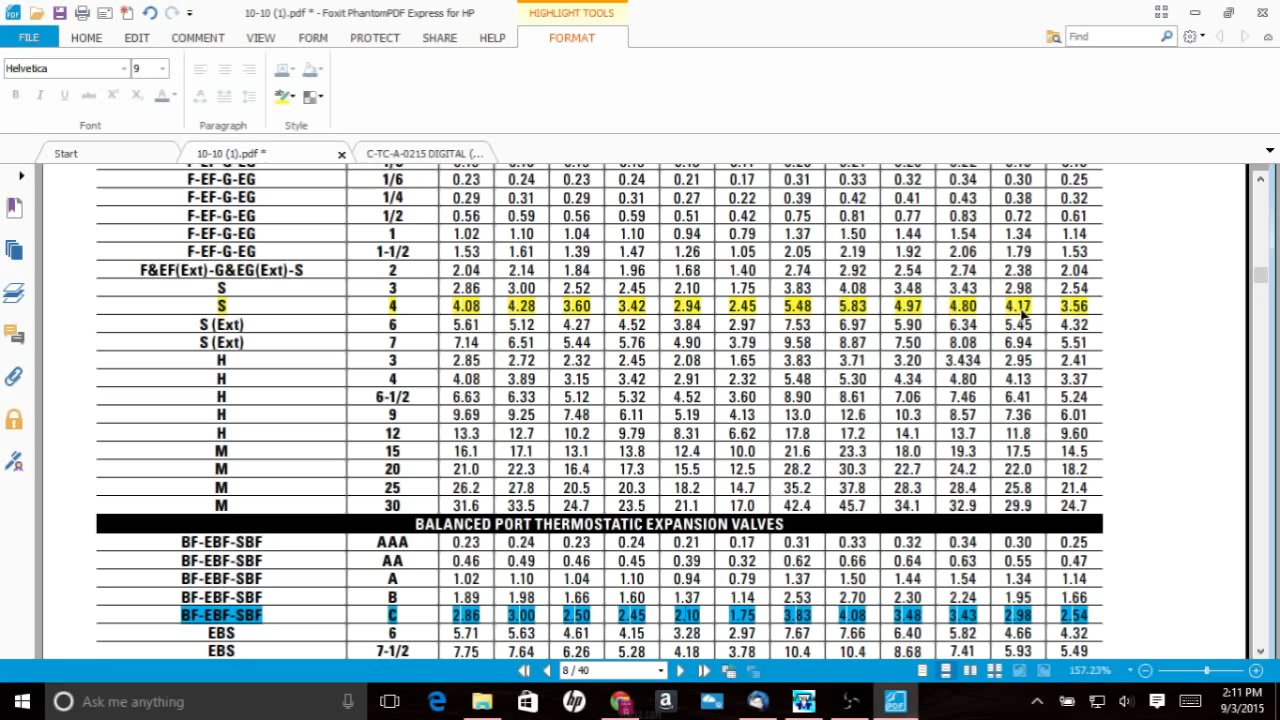 10-10 (1).pdf * - Foxit PhantomPDF Express for HP
HIGHLIGHT TOOLS
FILE HOME EDIT COMMENT VIEW FORM PROTECT SHARE HELP FORMAT
Find
Helvetica 9
B I U abc X² X₂ A
Font Paragraph Style
Start 10-10 (1).pdf * C-TC-A-0215 DIGITAL (...
F-EF-G-EG 1/6 0.23 0.24 0.23 0.24 0.21 0.17 0.31 0.33 0.32 0.34 0.30 0.25
F-EF-G-EG 1/4 0.29 0.31 0.29 0.31 0.27 0.22 0.39 0.42 0.41 0.43 0.38 0.32
F-EF-G-EG 1/2 0.56 0.59 0.56 0.59 0.51 0.42 0.75 0.81 0.77 0.83 0.72 0.61
F-EF-G-EG 1 1.02 1.10 1.04 1.10 0.94 0.79 1.37 1.50 1.44 1.54 1.34 1.14
F-EF-G-EG 1-1/2 1.53 1.61 1.39 1.47 1.26 1.05 2.05 2.19 1.92 2.06 1.79 1.53
F&EF(Ext)-G&EG(Ext)-S 2 2.04 2.14 1.84 1.96 1.68 1.40 2.74 2.92 2.54 2.74 2.38 2.04
S 3 2.86 3.00 2.52 2.45 2.10 1.75 3.83 4.08 3.48 3.43 2.98 2.54
S 4 4.08 4.28 3.60 3.42 2.94 2.45 5.48 5.83 4.97 4.80 4.17 3.56
S (Ext) 6 5.61 5.12 4.27 4.52 3.84 2.97 7.53 6.97 5.90 6.34 5.45 4.32
S (Ext) 7 7.14 6.51 5.44 5.76 4.90 3.79 9.58 8.87 7.50 8.08 6.94 5.51
H 3 2.85 2.72 2.32 2.45 2.08 1.65 3.83 3.71 3.20 3.434 2.95 2.41
H 4 4.08 3.89 3.15 3.42 2.91 2.32 5.48 5.30 4.34 4.80 4.13 3.37
H 6-1/2 6.63 6.33 5.12 5.32 4.52 3.60 8.90 8.61 7.06 7.46 6.41 5.24
H 9 9.69 9.25 7.48 6.11 5.19 4.13 13.0 12.6 10.3 8.57 7.36 6.01
H 12 13.3 12.7 10.2 9.79 8.31 6.62 17.8 17.2 14.1 13.7 11.8 9.60
M 15 16.1 17.1 13.1 13.8 12.4 10.0 21.6 23.3 18.0 19.3 17.5 14.5
M 20 21.0 22.3 16.4 17.3 15.5 12.5 28.2 30.3 22.7 24.2 22.0 18.2
M 25 26.2 27.8 20.5 20.3 18.2 14.7 35.2 37.8 28.3 28.4 25.8 21.4
M 30 31.6 33.5 24.7 23.5 21.1 17.0 42.4 45.7 34.1 32.9 29.9 24.7
BALANCED PORT THERMOSTATIC EXPANSION VALVES
BF-EBF-SBF AAA 0.23 0.24 0.23 0.24 0.21 0.17 0.31 0.33 0.32 0.34 0.30 0.25
BF-EBF-SBF AA 0.46 0.49 0.46 0.45 0.39 0.32 0.62 0.66 0.64 0.63 0.55 0.47
BF-EBF-SBF A 1.02 1.10 1.04 1.10 0.94 0.79 1.37 1.50 1.44 1.54 1.34 1.14
BF-EBF-SBF B 1.89 1.98 1.66 1.60 1.37 1.14 2.53 2.70 2.30 2.24 1.95 1.66
BF-EBF-SBF C 2.86 3.00 2.50 2.45 2.10 1.75 3.83 4.08 3.48 3.43 2.98 2.54
EBS 6 5.71 5.63 4.61 4.15 3.28 2.97 7.67 7.66 6.40 5.82 4.66 4.32
EBS 7-1/2 7.75 7.64 6.26 5.28 4.18 3.78 10.4 10.4 8.68 7.41 5.93 5.49
8 / 40 157.23%
Ask me anything
2:11 PM
9/3/2015